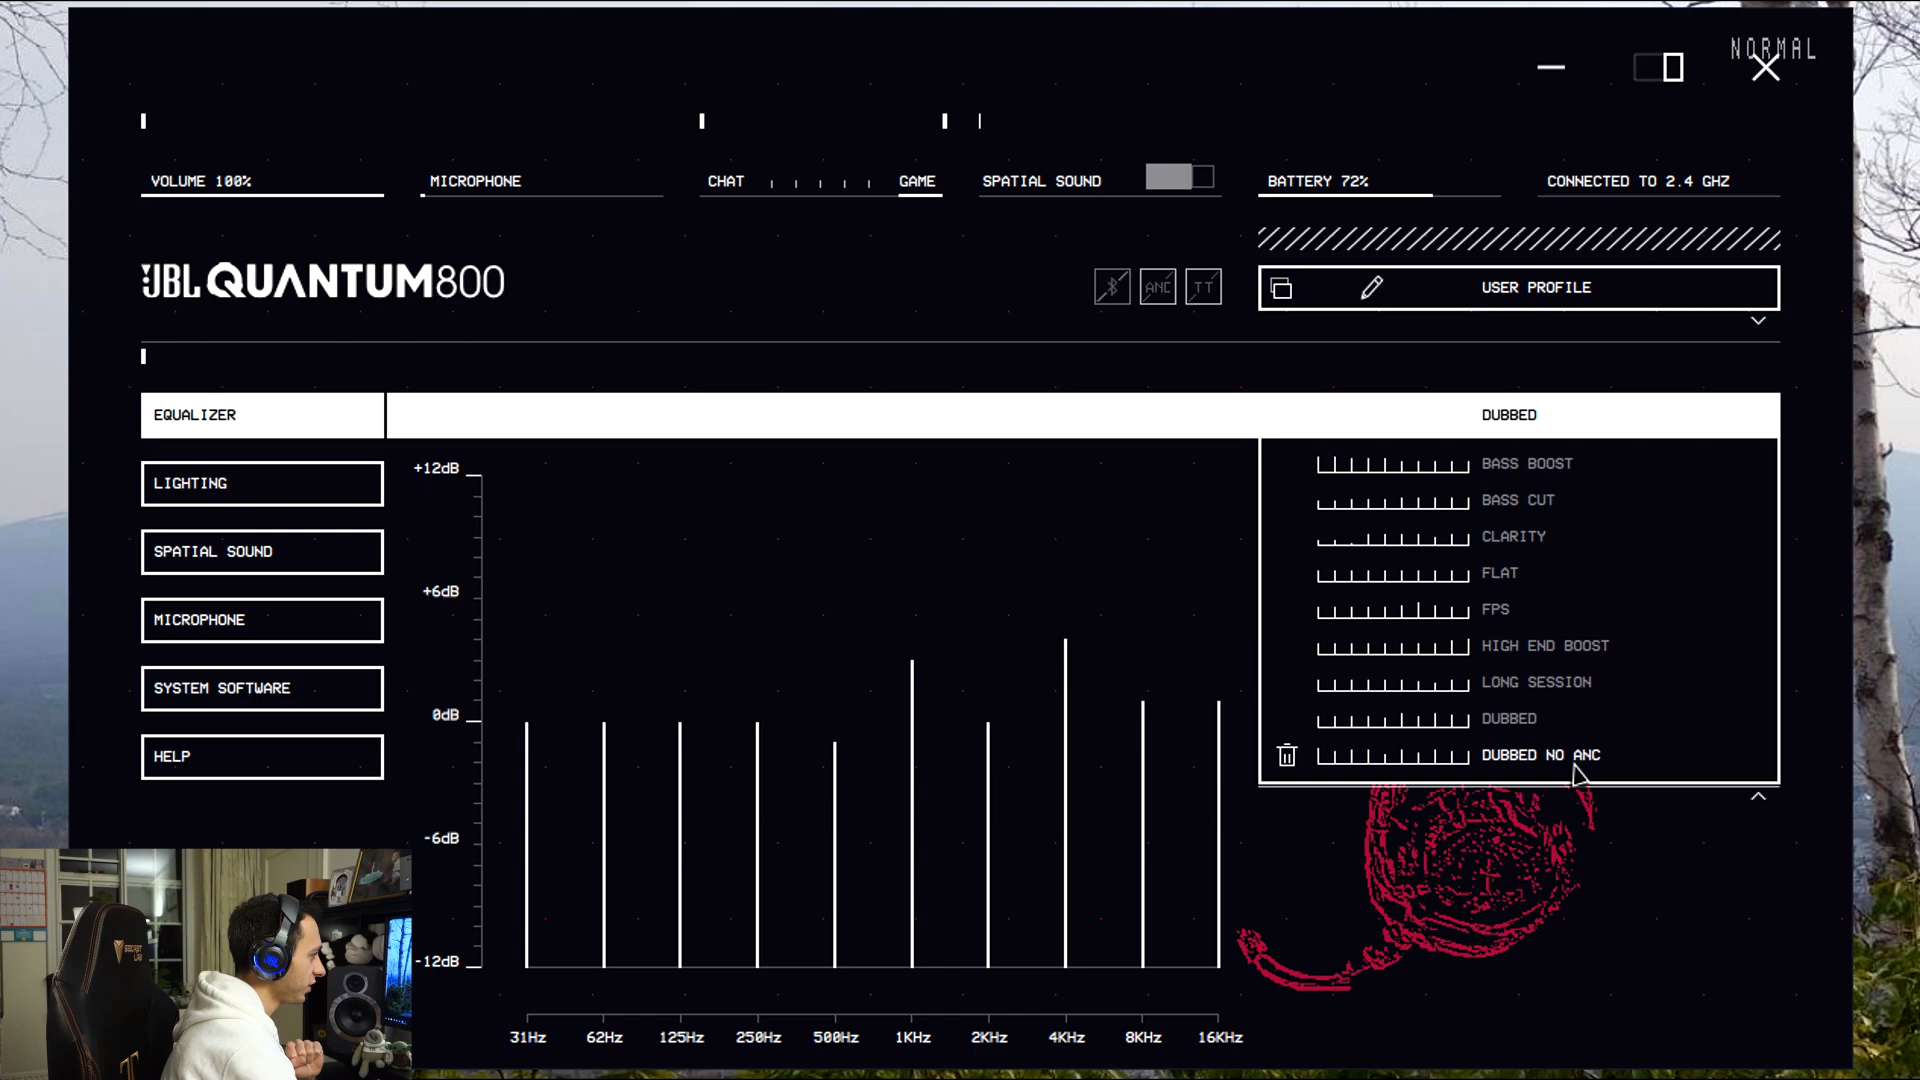 NORMAL
VOLUME 100%
MICROPHONE
CHAT
GAME
SPATIAL SOUND
BATTERY 72%
CONNECTED TO 2.4 GHZ
JBL QUANTUM800
ANC
TT
USER PROFILE
EQUALIZER
DUBBED
LIGHTING
SPATIAL SOUND
MICROPHONE
SYSTEM SOFTWARE
HELP
+12dB
+6dB
0dB
-6dB
-12dB
31Hz
62Hz
125Hz
250Hz
500Hz
1KHz
2KHz
4KHz
8KHz
16KHz
BASS BOOST
BASS CUT
CLARITY
FLAT
FPS
HIGH END BOOST
LONG SESSION
DUBBED
DUBBED NO ANC
JBL